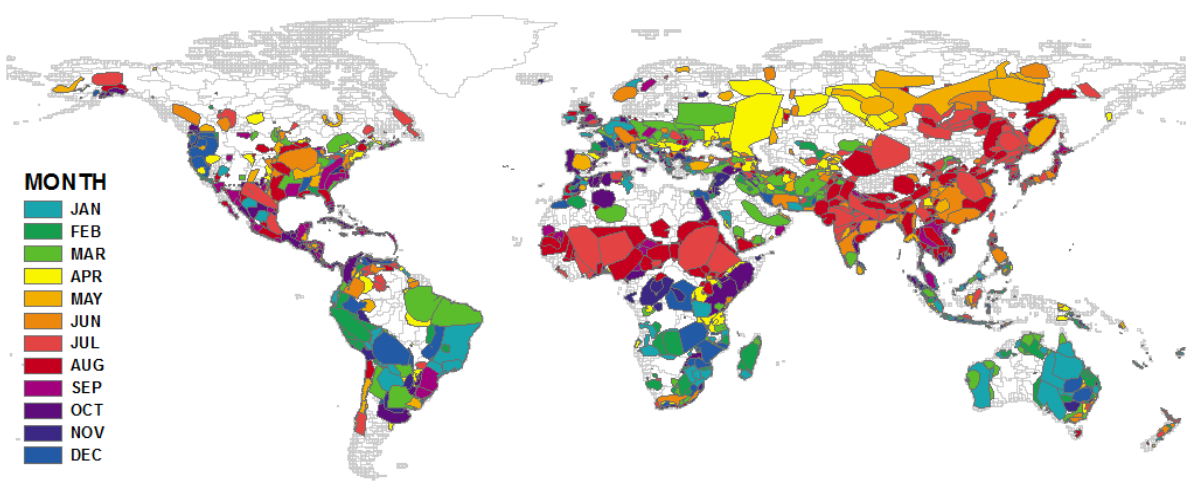 MONTH
JAN
FEB
MAR
APR
MAY
JUN
JUL
AUG
SEP
OCT
NOV
DEC